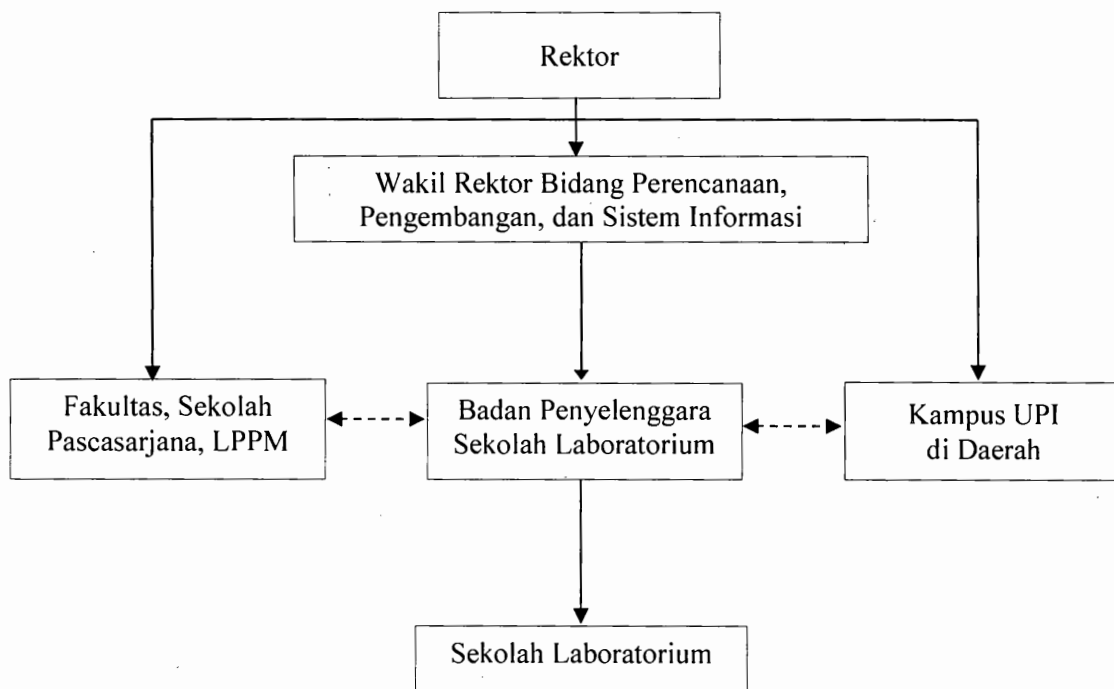 Rektor
Wakil Rektor Bidang Perencanaan,
Pengembangan, dan Sistem Informasi
Fakultas, Sekolah
Pascasarjana, LPPM
Badan Penyelenggara
Sekolah Laboratorium
Kampus UPI
di Daerah
Sekolah Laboratorium